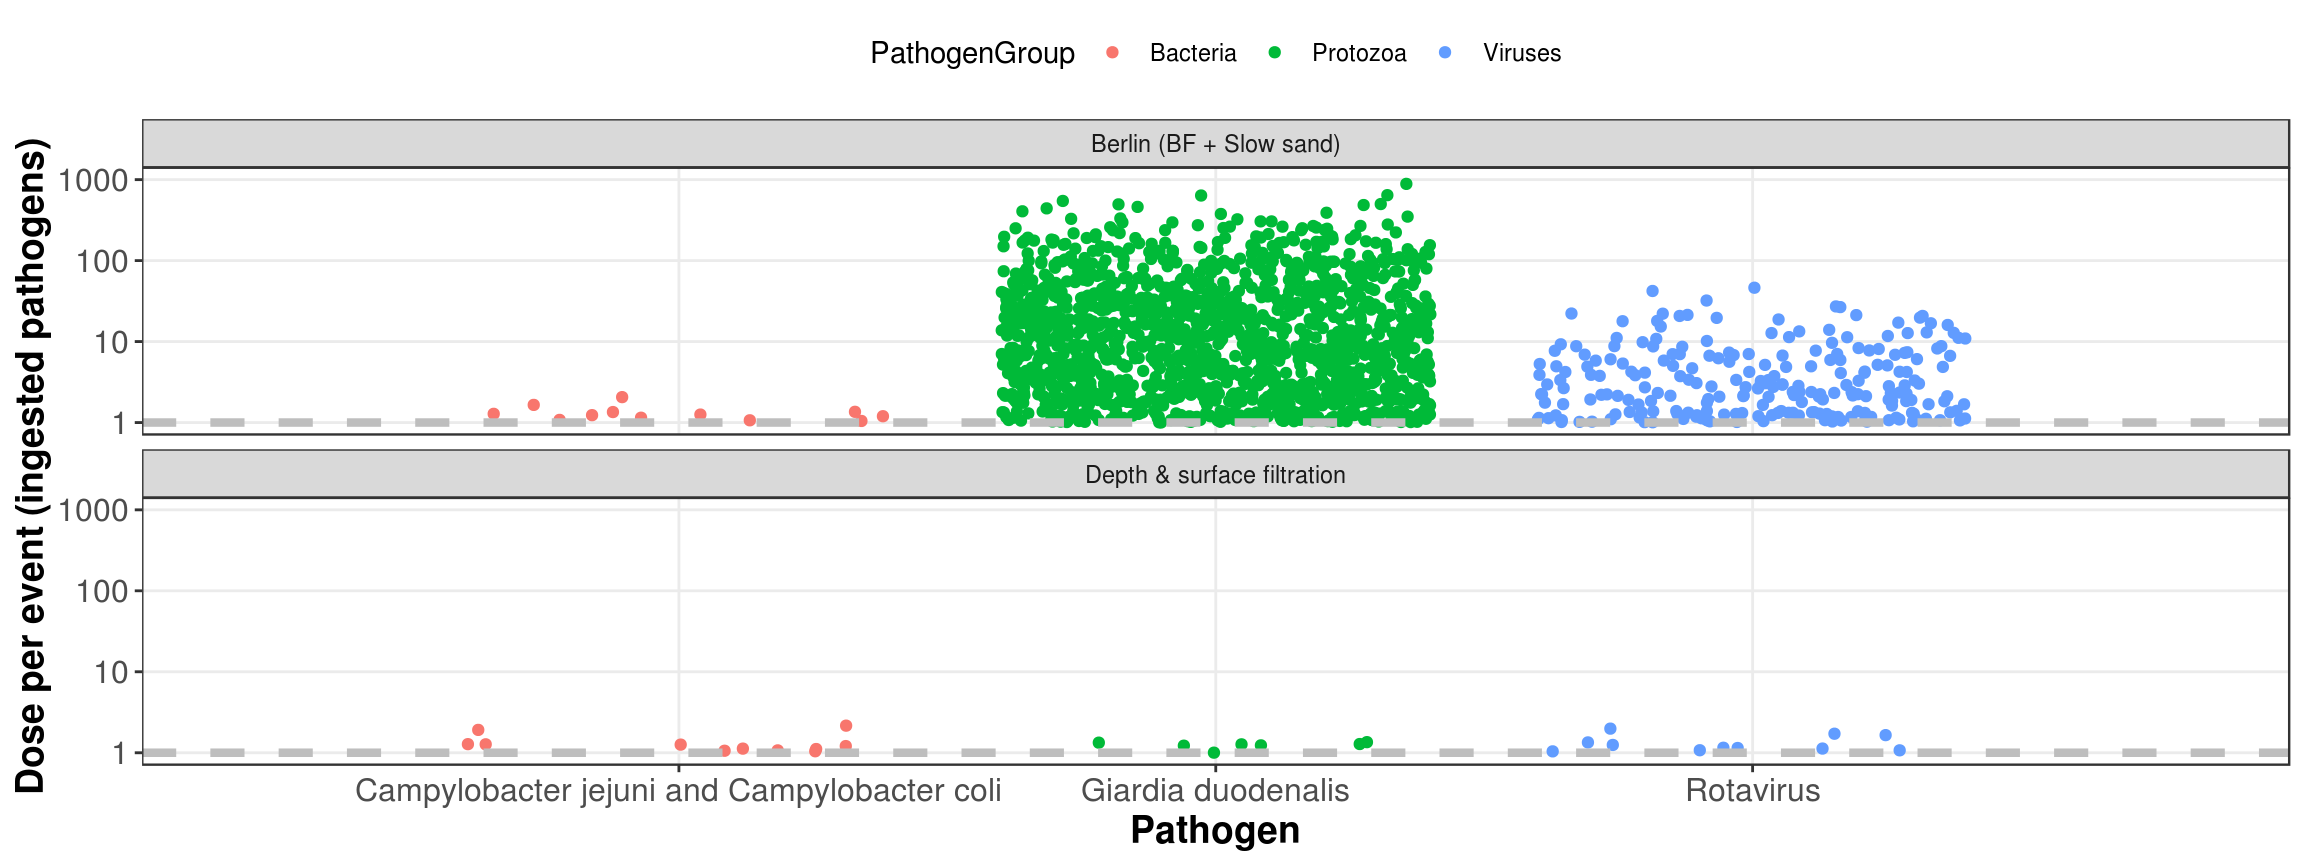 PathogenGroup Bacteria Protozoa Viruses
Berlin (BF + Slow sand)
1000
100
10
1
Depth & surface filtration
1000
100
10
1
Dose per event (ingested pathogens)
Campylobacter jejuni and Campylobacter coli Giardia duodenalis Rotavirus
Pathogen